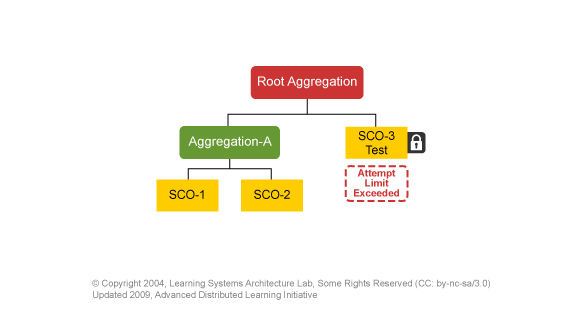 Root Aggregation
Aggregation-A
SCO-3
Test
Attempt
Limit
Exceeded
SCO-1
SCO-2
© Copyright 2004, Learning Systems Architecture Lab, Some Rights Reserved (CC: by-nc-sa/3.0)
Updated 2009, Advanced Distributed Learning Initiative